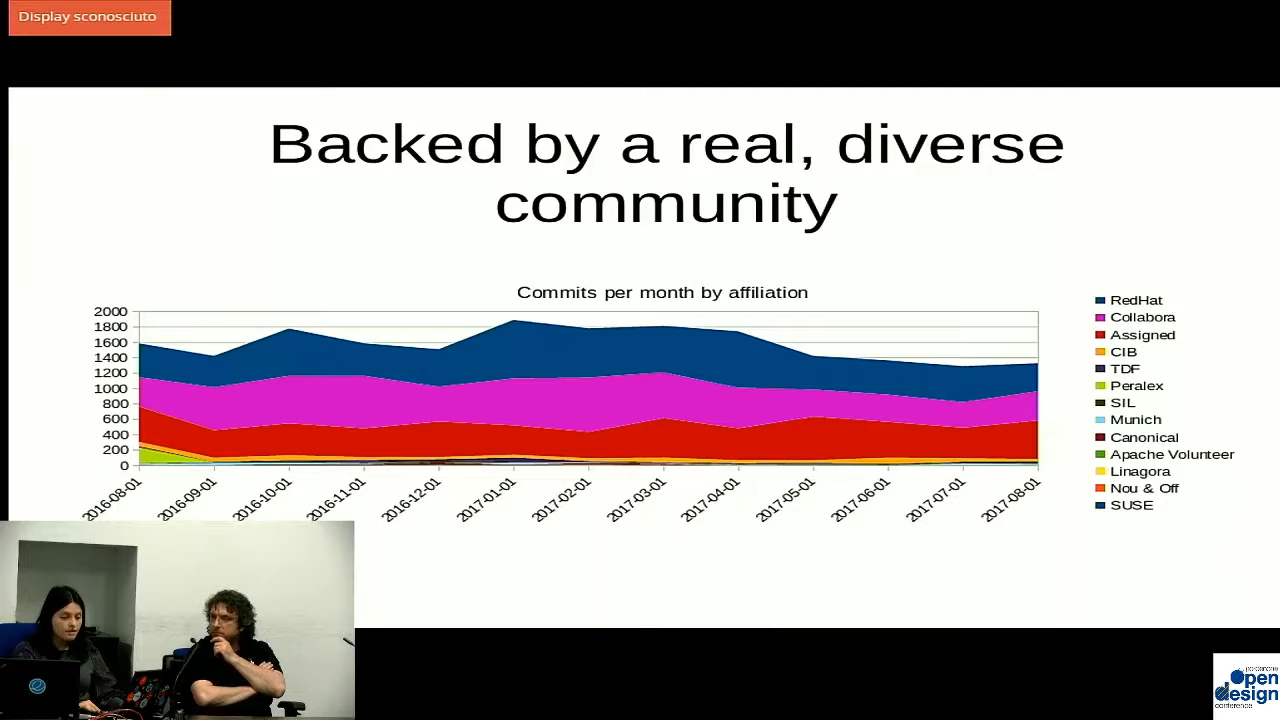 Display sconosciuto
Backed by a real, diverse
community
Commits per month by affiliation
2000
1800
1600
1400
1200
1000
800
600
400
200
0
2016-08-01
2016-09-01
2016-10-01
2016-11-01
2016-12-01
2017-01-01
2017-02-01
2017-03-01
2017-04-01
2017-05-01
2017-06-01
2017-07-01
2017-08-01
RedHat
Collabora
Assigned
CIB
TDF
Peralex
SIL
Munich
Canonical
Apache Volunteer
Linagora
Nou & Off
SUSE
pordenone
open
design
conference